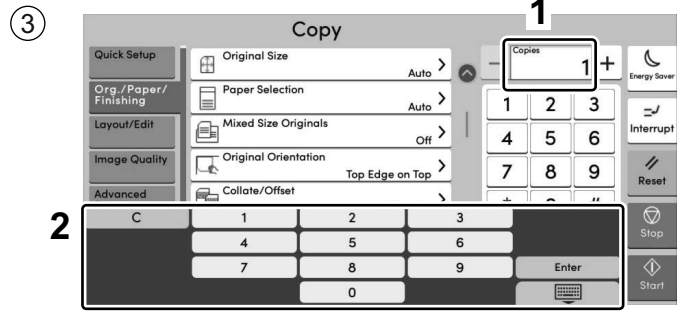 ③
1
Copy
Quick Setup
Org./Paper/
Finishing
Layout/Edit
Image Quality
Advanced
Original Size
Auto
Paper Selection
Auto
Mixed Size Originals
Off
Original Orientation
Top Edge on Top
Collate/Offset
Copies
− 1 +
1 2 3
4 5 6
7 8 9
Energy Saver
Interrupt
Reset
Stop
Start
2
C 1 2 3
4 5 6
7 8 9 Enter
0